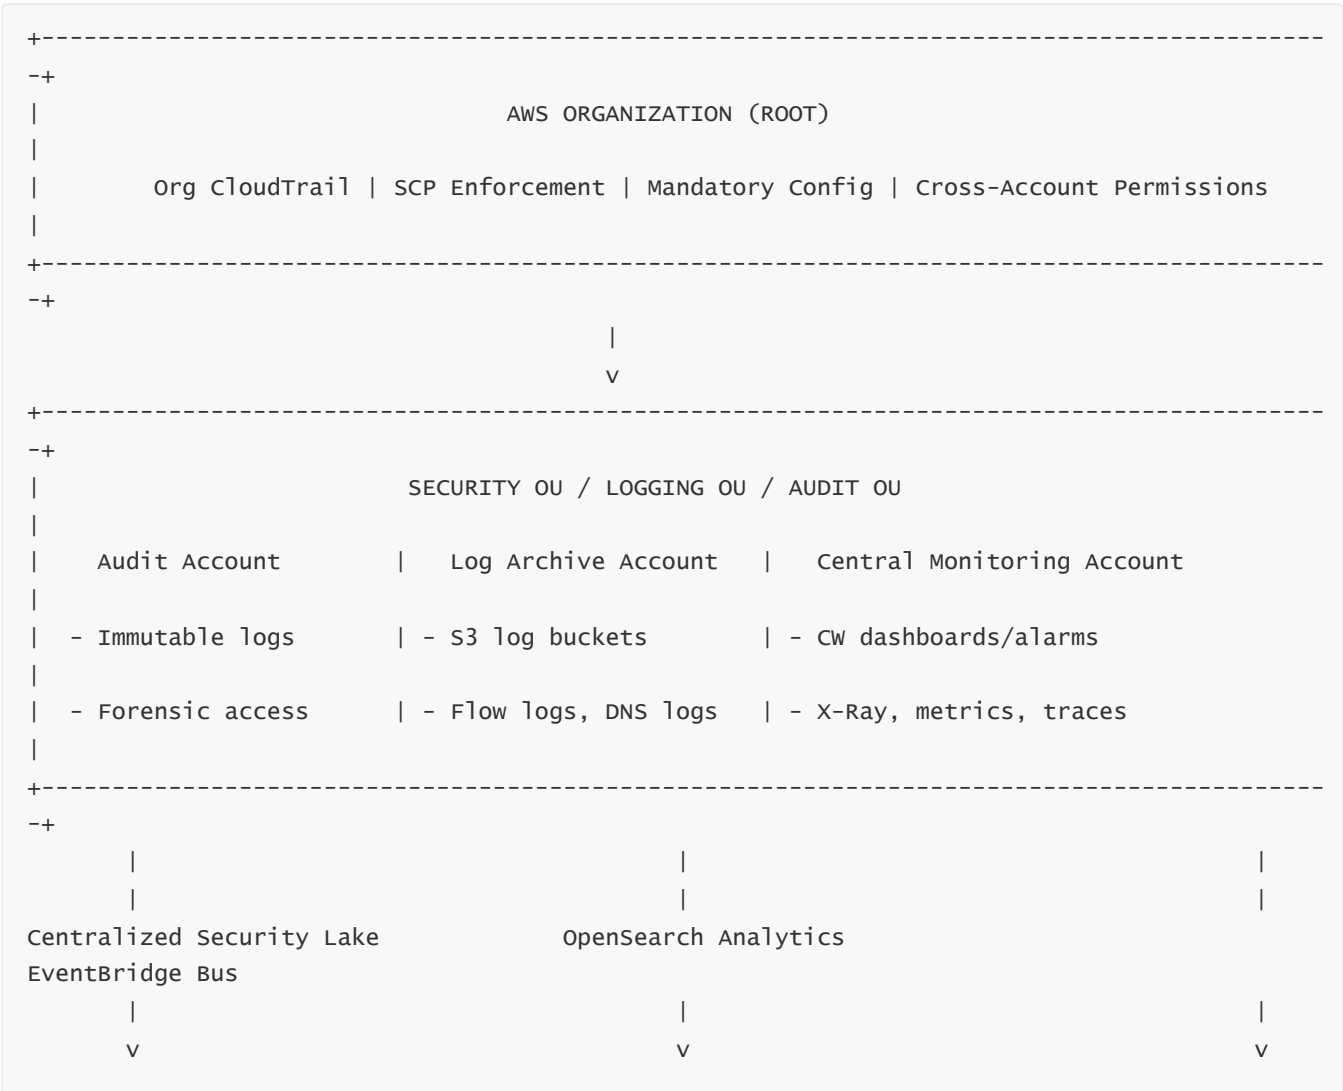 +-------------------------------------------------------------------------------------------
-+
|                                 AWS ORGANIZATION (ROOT)
|
|        Org CloudTrail | SCP Enforcement | Mandatory Config | Cross-Account Permissions
|
+-------------------------------------------------------------------------------------------
-+
                                         |
                                         v
+-------------------------------------------------------------------------------------------
-+
|                          SECURITY OU / LOGGING OU / AUDIT OU
|
|    Audit Account        |   Log Archive Account   |   Central Monitoring Account
|
|  - Immutable logs       | - S3 log buckets        | - CW dashboards/alarms
|
|  - Forensic access      | - Flow logs, DNS logs   | - X-Ray, metrics, traces
|
+-------------------------------------------------------------------------------------------
-+
       |                                      |                                        |
       |                                      |                                        |
Centralized Security Lake             OpenSearch Analytics
EventBridge Bus
       |                                      |                                        |
       v                                      v                                        v